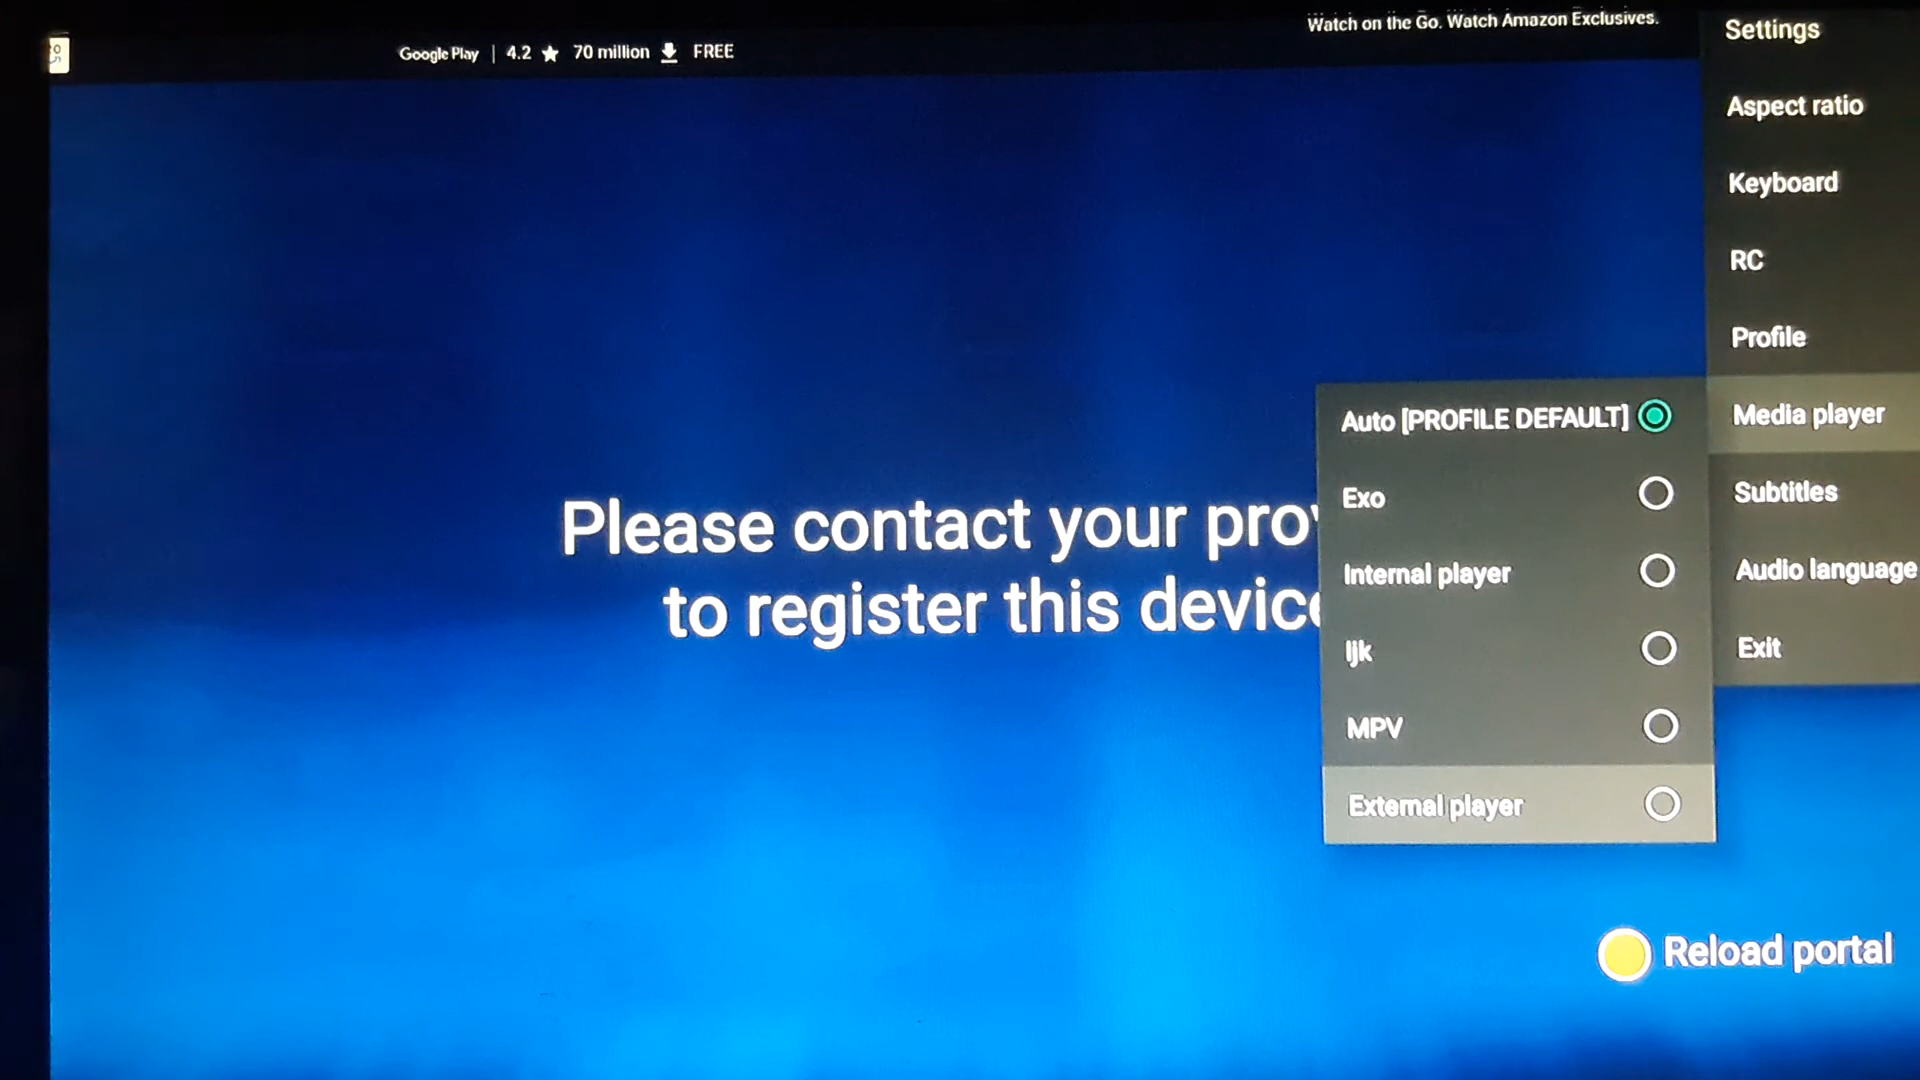 Watch on the Go. Watch Amazon Exclusives.
Google Play | 4.2 ★ 70 million FREE
Please contact your pro
to register this device
Settings
Aspect ratio
Keyboard
RC
Profile
Media player
Subtitles
Audio language
Exit
Auto [PROFILE DEFAULT]
Exo
Internal player
Ijk
MPV
External player
Reload portal